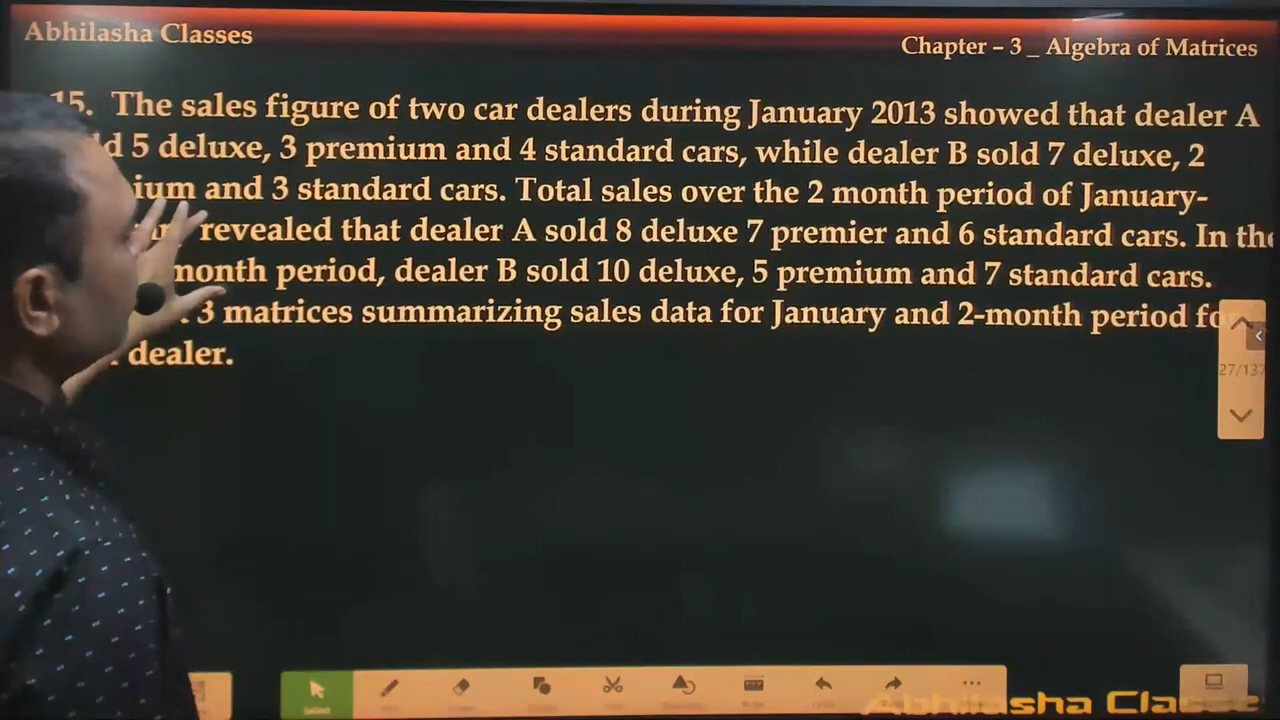 Abhilasha Classes
Chapter – 3 _ Algebra of Matrices
15. The sales figure of two car dealers during January 2013 showed that dealer A
5 deluxe, 3 premium and 4 standard cars, while dealer B sold 7 deluxe, 2
and 3 standard cars. Total sales over the 2 month period of January-
revealed that dealer A sold 8 deluxe 7 premier and 6 standard cars. In the
month period, dealer B sold 10 deluxe, 5 premium and 7 standard cars.
3 matrices summarizing sales data for January and 2-month period
dealer.
27/137
Select
Abhilasha Classe